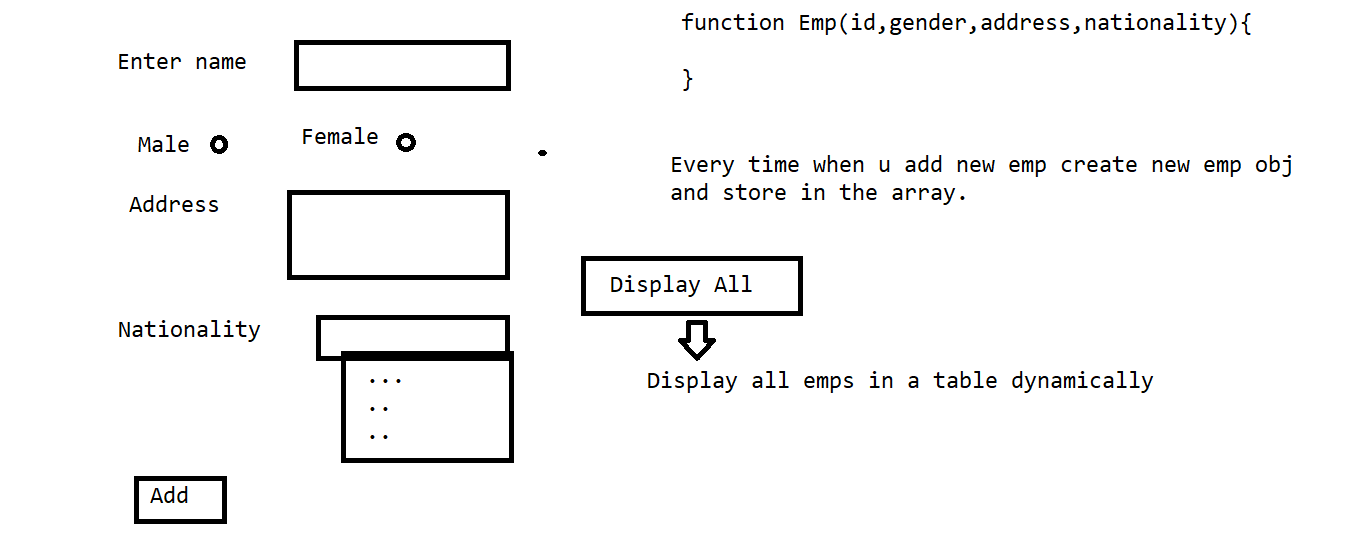 Enter name
Male
Female
Address
Nationality
...
..
..
Add
function Emp(id,gender,address,nationality){
}
Every time when u add new emp create new emp obj
and store in the array.
Display All
Display all emps in a table dynamically